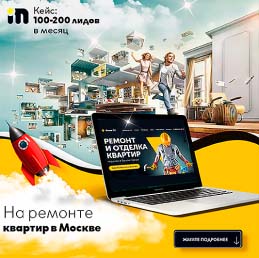 in
Кейс:
100-200 лидов
в месяц
РЕМОНТ
И ОТДЕЛКА
КВАРТИР
На ремонте
квартир в Москве
ЖМИТЕ ПОДРОБНЕЕ